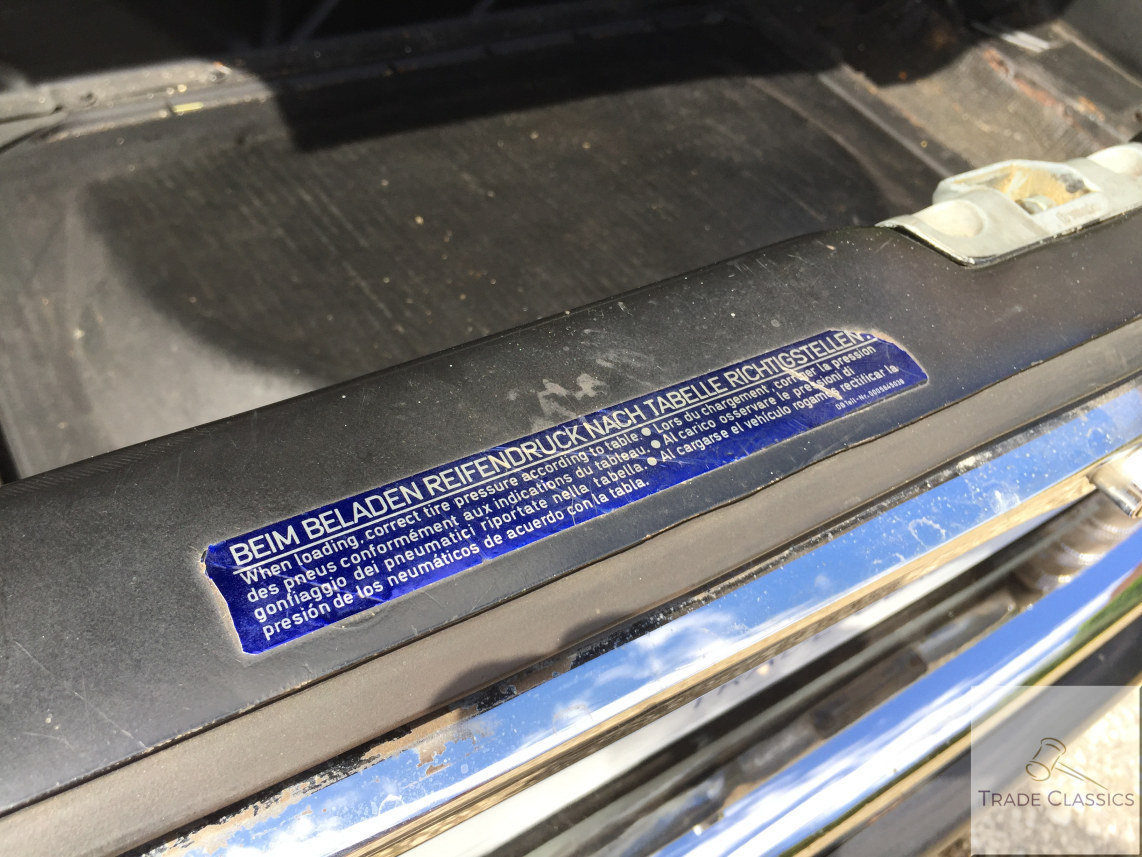 BEIM BELADEN REIFENDRUCK NACH TABELLE RICHTIGSTELLEN.
When loading, correct tire pressure according to table. ● Lors du chargement, corriger la pression
des pneus conformément aux indications du tableau. ● Al carico osservare le pressioni di
gonfiaggio dei pneumatici riportate nella tabella. ● Al cargarse el vehículo rogamos rectificar la
presión de los neumáticos de acuerdo con la tabla.
DB Teil-Nr.
TRADE CLASSICS